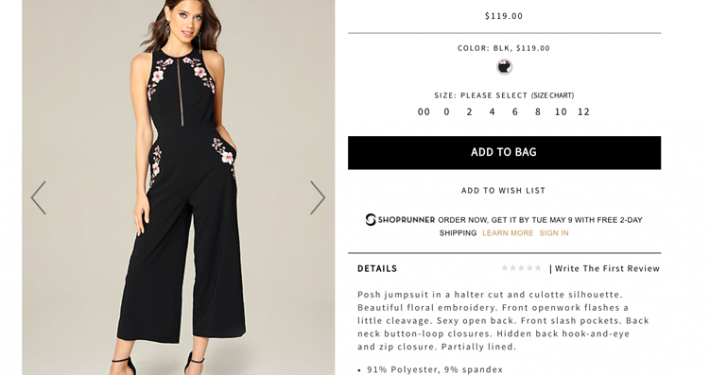 $119.00
COLOR: BLK, $119.00
SIZE: PLEASE SELECT (SIZE CHART)
00 0 2 4 6 8 10 12
ADD TO BAG
ADD TO WISH LIST
SHOPRUNNER ORDER NOW, GET IT BY TUE MAY 9 WITH FREE 2-DAY
SHIPPING LEARN MORE SIGN IN
DETAILS | Write The First Review
Posh jumpsuit in a halter cut and culotte silhouette.
Beautiful floral embroidery. Front openwork flashes a
little cleavage. Sexy open back. Front slash pockets. Back
neck button-loop closures. Hidden back hook-and-eye
and zip closure. Partially lined.
• 91% Polyester, 9% spandex